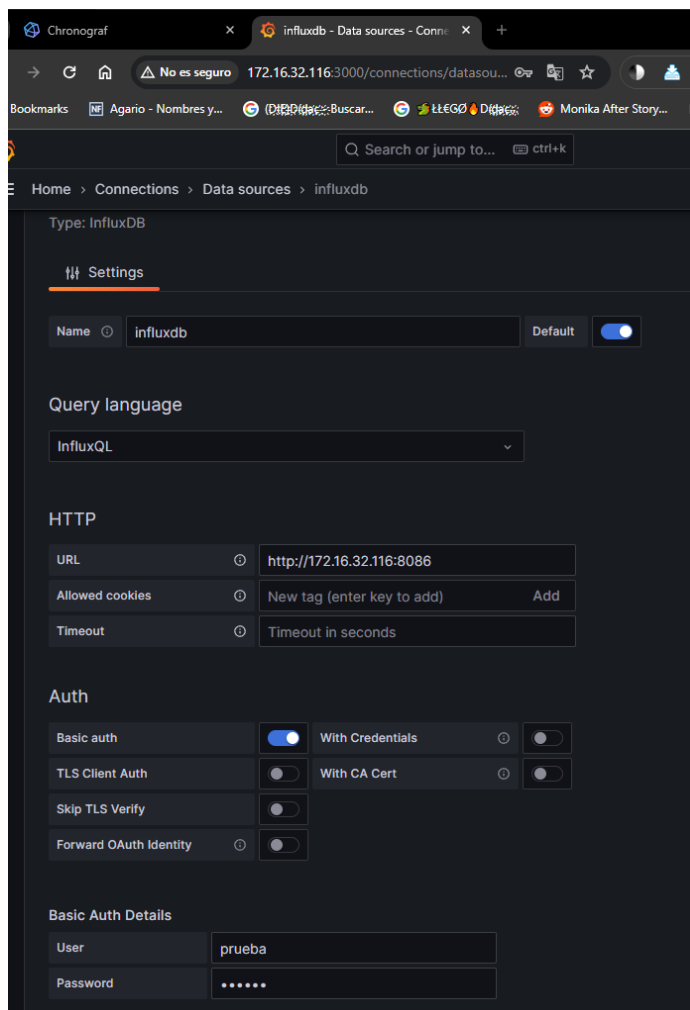 Chronograf
influxdb - Data sources - Conne
No es seguro 172.16.32.116:3000/connections/datasou...
Bookmarks Agario - Nombres y... Monika After Story...
Search or jump to... ctrl+k
Home › Connections › Data sources › influxdb
Type: InfluxDB
Settings
Name influxdb Default
Query language
InfluxQL
HTTP
URL http://172.16.32.116:8086
Allowed cookies New tag (enter key to add) Add
Timeout Timeout in seconds
Auth
Basic auth With Credentials
TLS Client Auth With CA Cert
Skip TLS Verify
Forward OAuth Identity
Basic Auth Details
User prueba
Password ••••••